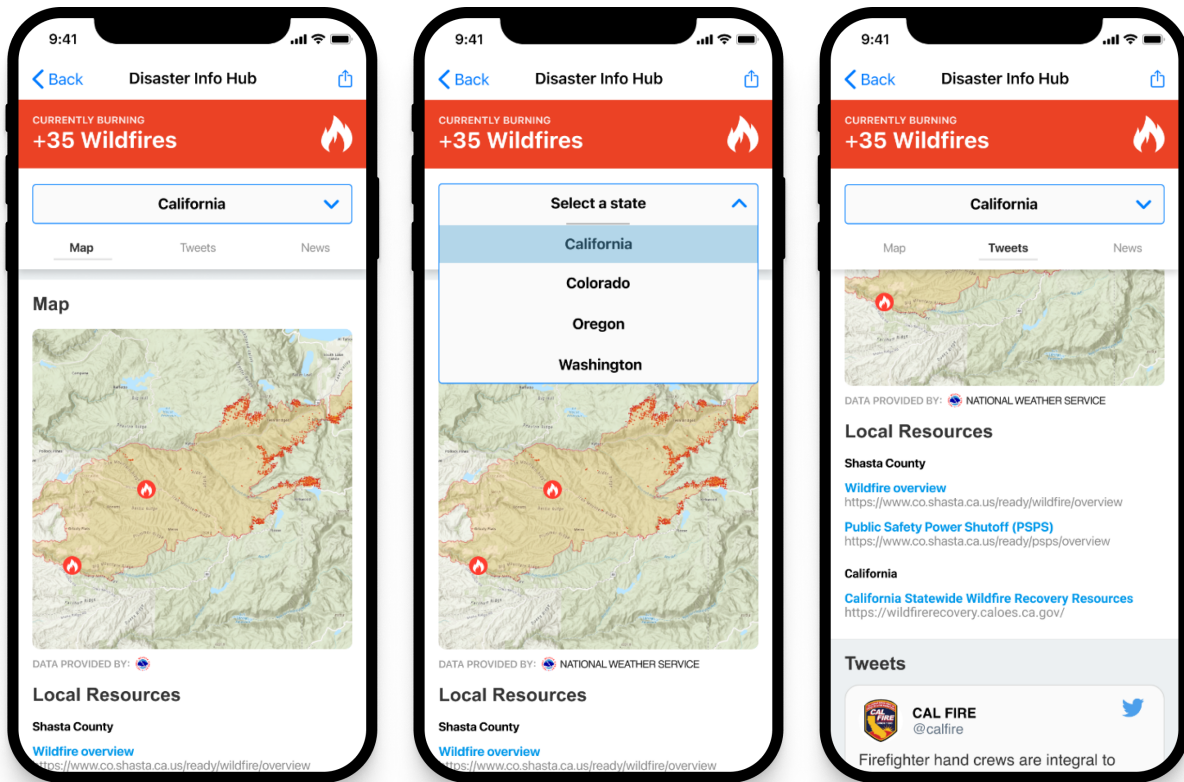 9:41
Back
Disaster Info Hub
CURRENTLY BURNING
+35 Wildfires
California
Map
Tweets
News
Map
DATA PROVIDED BY:
Local Resources
Shasta County
Wildfire overview
https://www.co.shasta.ca.us/ready/wildfire/overview
9:41
Back
Disaster Info Hub
CURRENTLY BURNING
+35 Wildfires
Select a state
California
Colorado
Oregon
Washington
DATA PROVIDED BY: NATIONAL WEATHER SERVICE
Local Resources
Shasta County
Wildfire overview
https://www.co.shasta.ca.us/ready/wildfire/overview
9:41
Back
Disaster Info Hub
CURRENTLY BURNING
+35 Wildfires
California
Map
Tweets
News
DATA PROVIDED BY: NATIONAL WEATHER SERVICE
Local Resources
Shasta County
Wildfire overview
https://www.co.shasta.ca.us/ready/wildfire/overview
Public Safety Power Shutoff (PSPS)
https://www.co.shasta.ca.us/ready/psps/overview
California
California Statewide Wildfire Recovery Resources
https://wildfirerecovery.caloes.ca.gov/
Tweets
CAL FIRE
CAL FIRE
@calfire
Firefighter hand crews are integral to